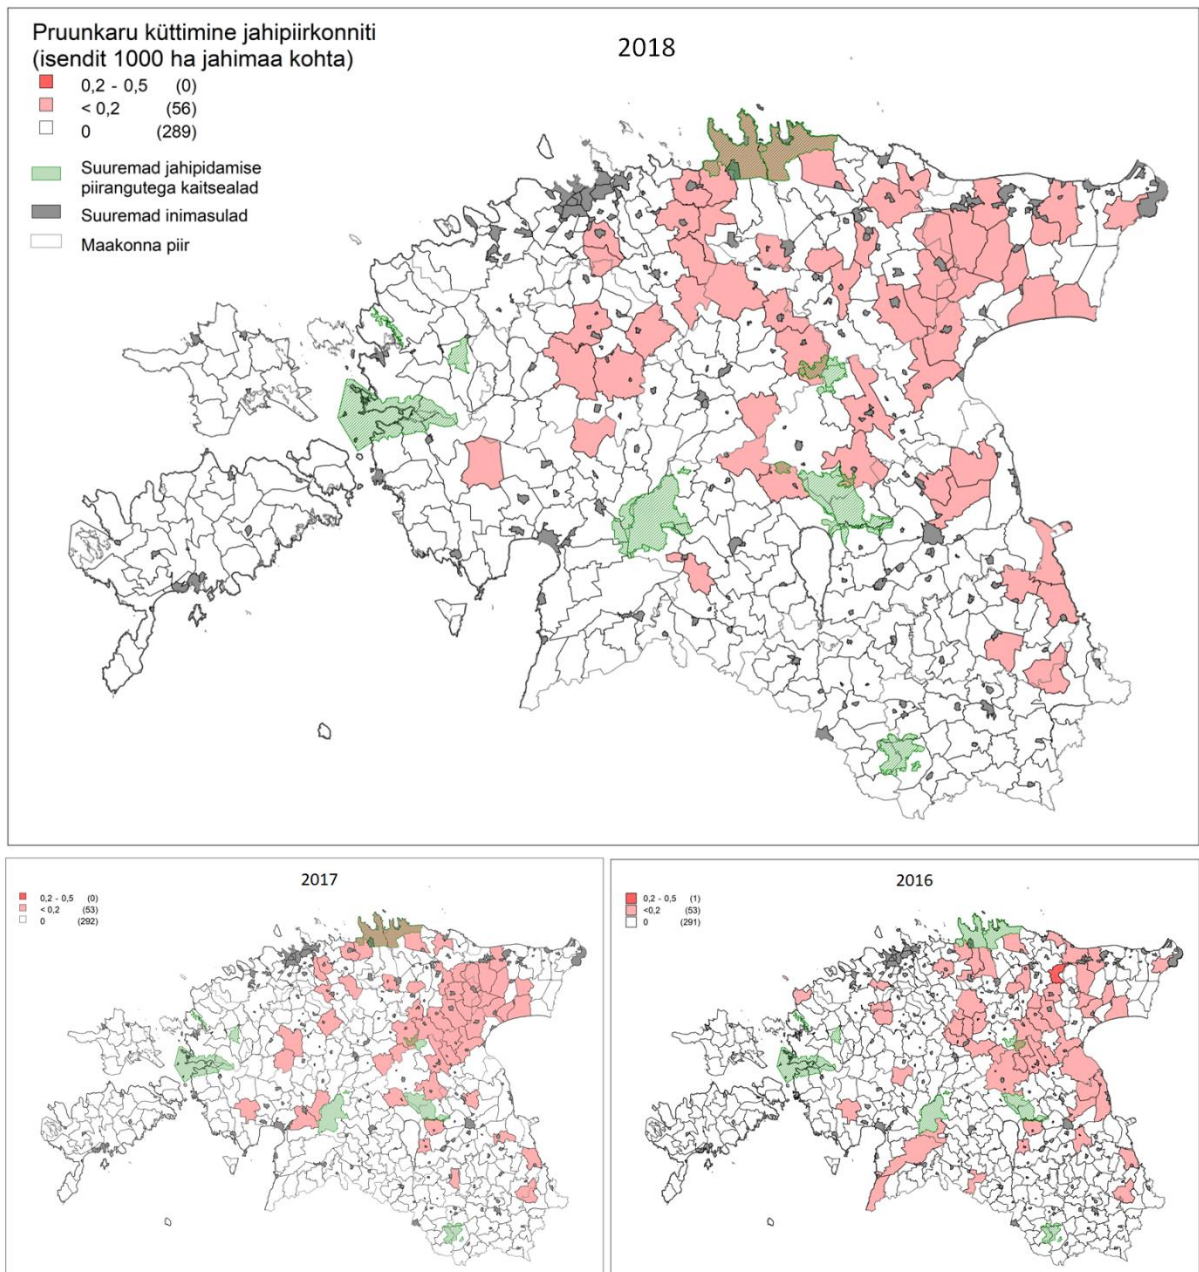 Pruunkaru küttimine jahipiirkonniti
(isendit 1000 ha jahimaa kohta)
0,2 - 0,5 (0)
< 0,2 (56)
0 (289)
Suuremad jahipidamise
piirangutega kaitsealad
Suuremad inimasulad
Maakonna piir
2018
2017
0,2 - 0,5 (0)
< 0,2 (53)
0 (292)
2016
0,2 - 0,5 (1)
<0,2 (53)
0 (291)